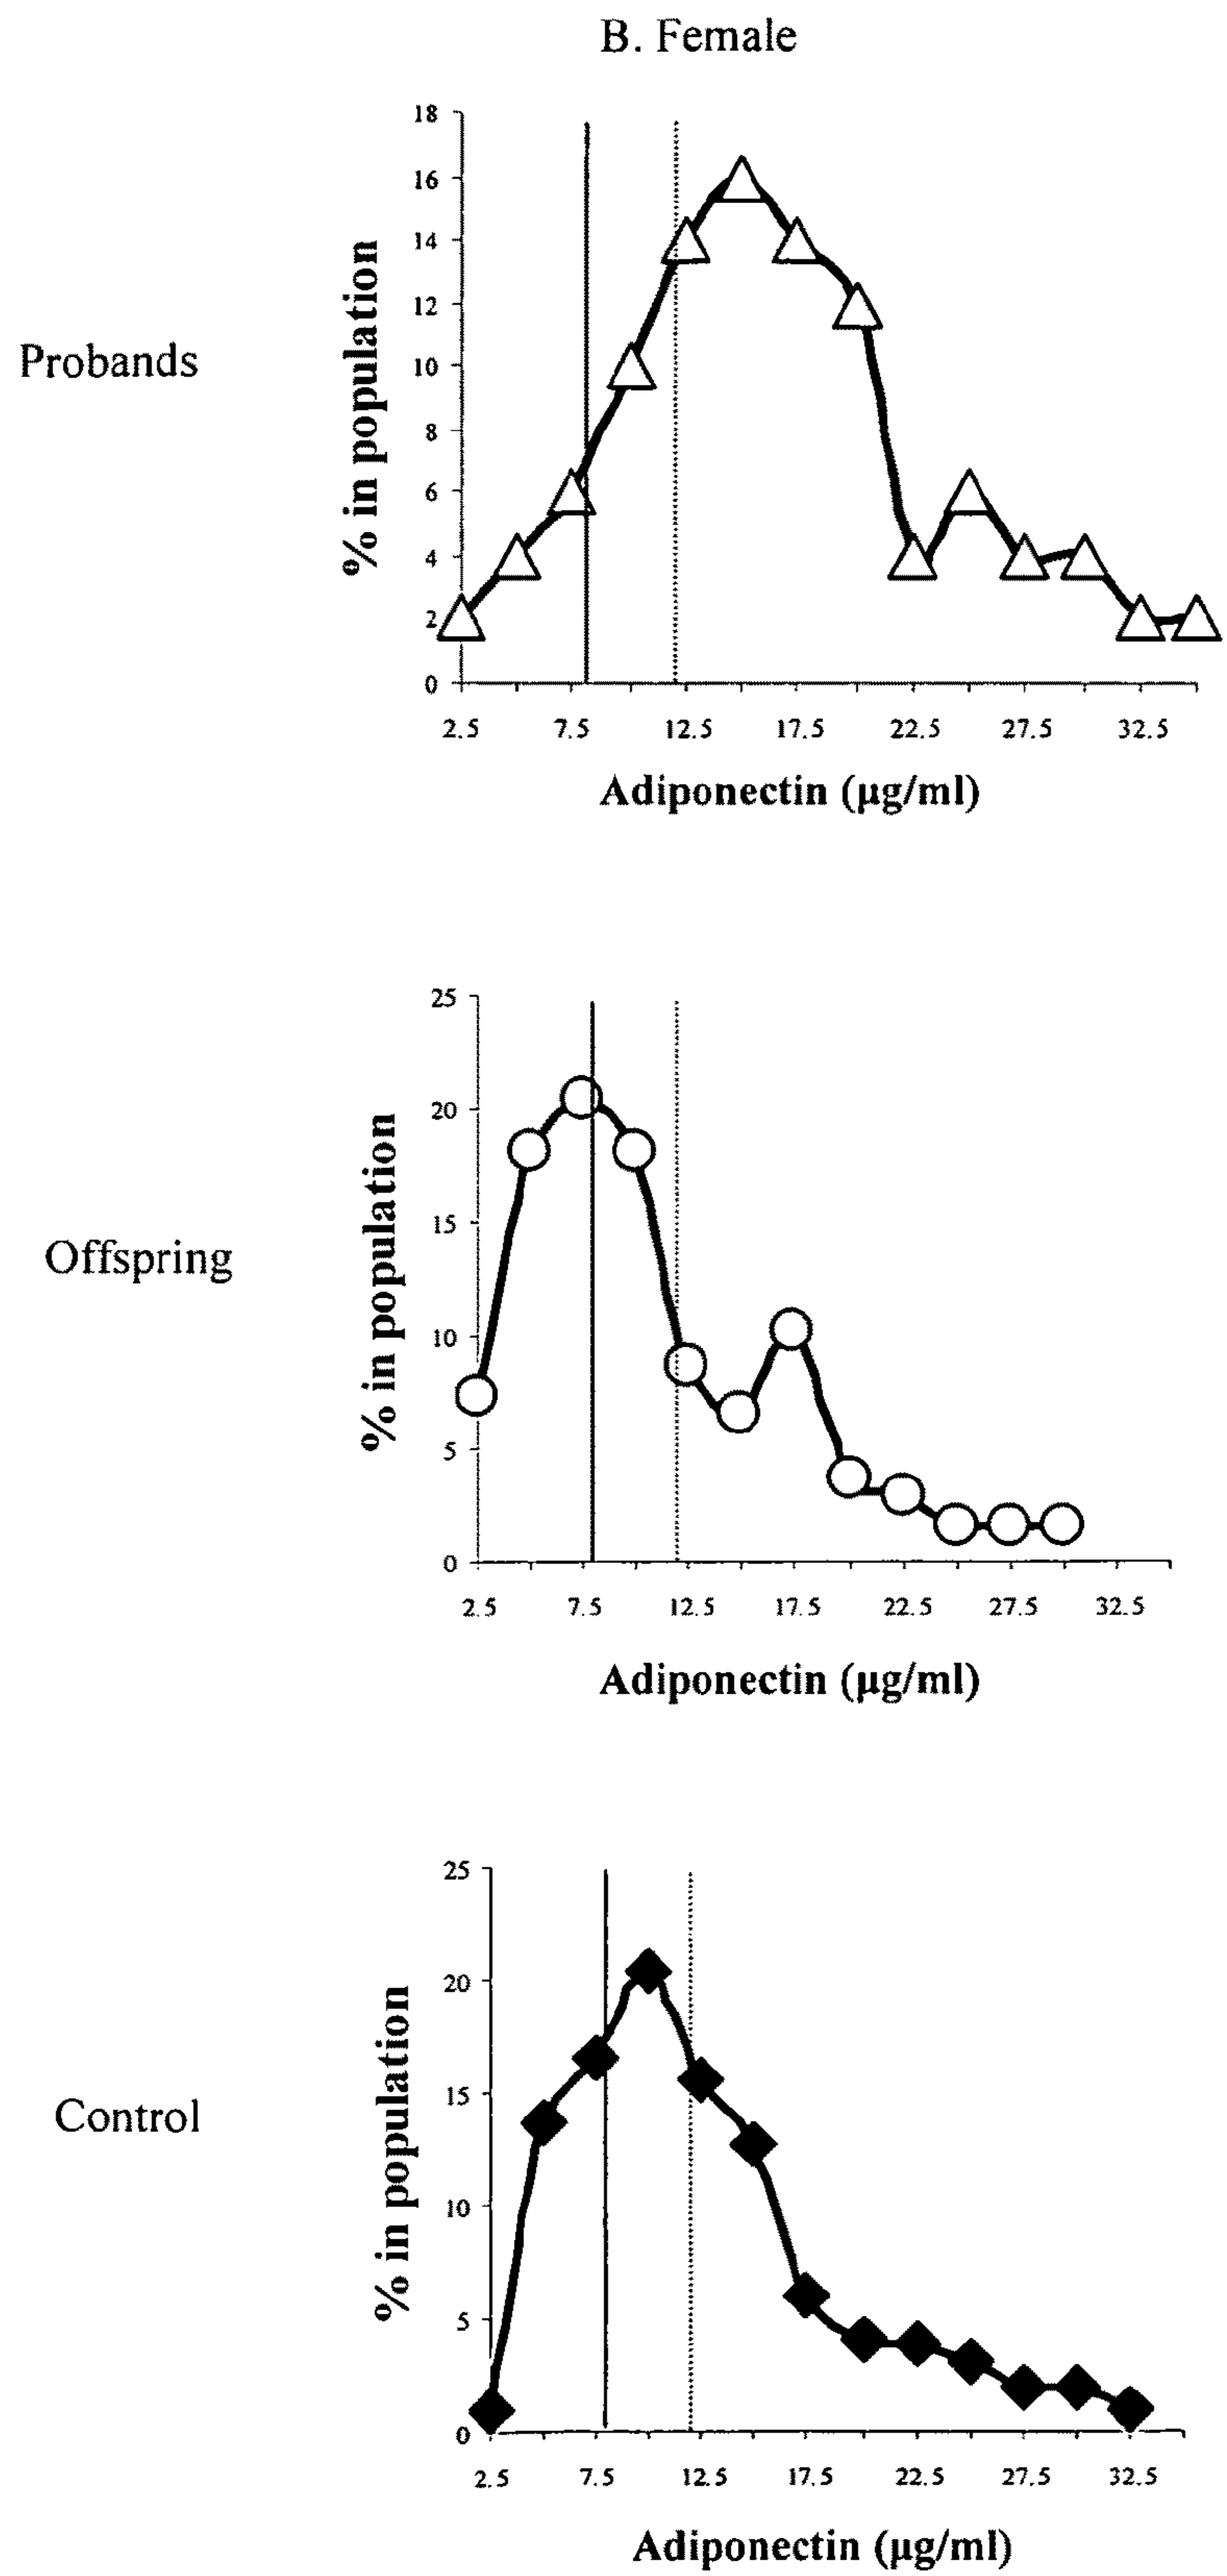 B. Female
Probands
% in population
18
16
14
12
10
8
6
4
2
0
2.5 7.5 12.5 17.5 22.5 27.5 32.5
Adiponectin (µg/ml)
Offspring
% in population
25
20
15
10
5
0
2.5 7.5 12.5 17.5 22.5 27.5 32.5
Adiponectin (µg/ml)
Control
% in population
25
20
15
10
5
0
2.5 7.5 12.5 17.5 22.5 27.5 32.5
Adiponectin (µg/ml)